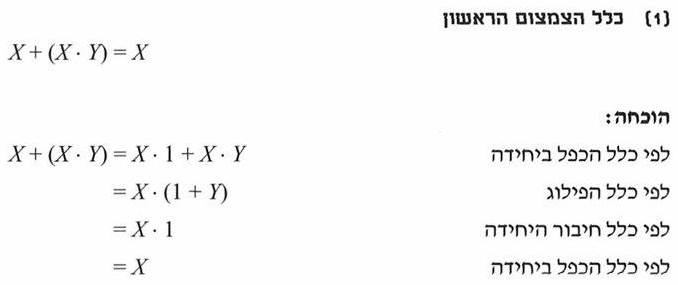 (1) כלל הצמצום הראשון
X + (X · Y) = X
הוכחה:
X + (X · Y) = X · 1 + X · Y לפי כלל הכפל ביחידה
= X · (1 + Y) לפי כלל הפילוג
= X · 1 לפי כלל חיבור היחידה
= X לפי כלל הכפל ביחידה